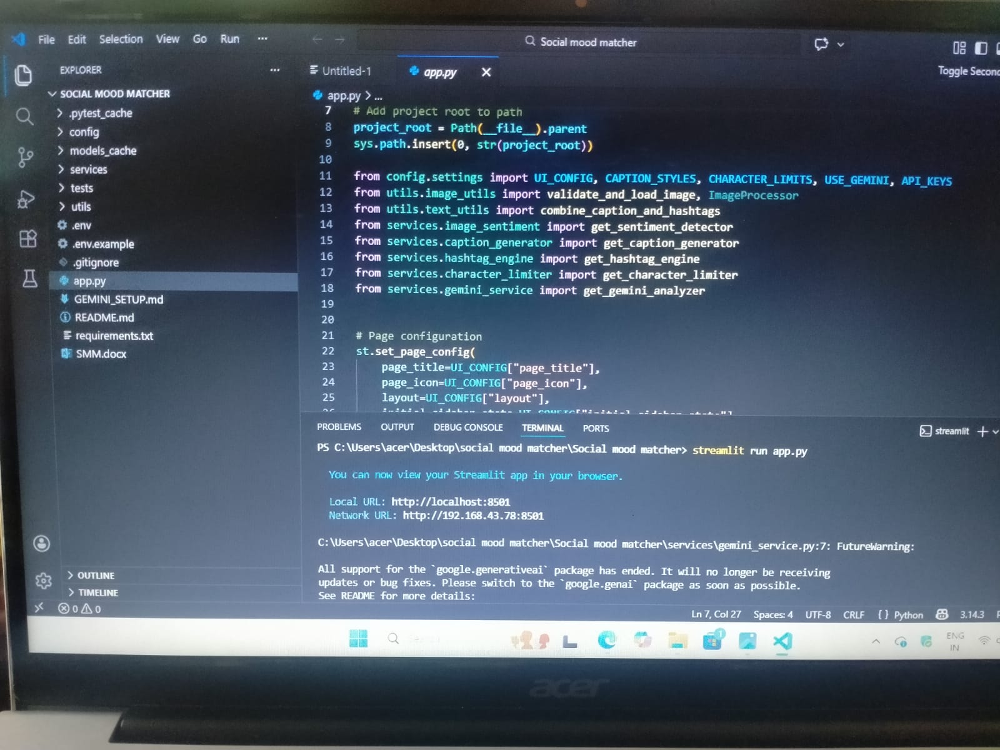 File Edit Selection View Go Run ···
Social mood matcher
EXPLORER ···
Untitled-1
app.py
Toggle Secon
SOCIAL MOOD MATCHER
.pytest_cache
config
models_cache
services
tests
utils
.env
.env.example
.gitignore
app.py
GEMINI_SETUP.md
README.md
requirements.txt
SMM.docx
OUTLINE
TIMELINE
app.py > ...
7 # Add project root to path
8 project_root = Path(__file__).parent
9 sys.path.insert(0, str(project_root))
10
11 from config.settings import UI_CONFIG, CAPTION_STYLES, CHARACTER_LIMITS, USE_GEMINI, API_KEYS
12 from utils.image_utils import validate_and_load_image, ImageProcessor
13 from utils.text_utils import combine_caption_and_hashtags
14 from services.image_sentiment import get_sentiment_detector
15 from services.caption_generator import get_caption_generator
16 from services.hashtag_engine import get_hashtag_engine
17 from services.character_limiter import get_character_limiter
18 from services.gemini_service import get_gemini_analyzer
19
20
21 # Page configuration
22 st.set_page_config(
23 page_title=UI_CONFIG["page_title"],
24 page_icon=UI_CONFIG["page_icon"],
25 layout=UI_CONFIG["layout"],
PROBLEMS OUTPUT DEBUG CONSOLE TERMINAL PORTS
streamlit
PS C:\Users\acer\Desktop\social mood matcher\Social mood matcher> streamlit run app.py
You can now view your Streamlit app in your browser.
Local URL: http://localhost:8501
Network URL: http://192.168.43.78:8501
C:\Users\acer\Desktop\social mood matcher\Social mood matcher\services\gemini_service.py:7: FutureWarning:
All support for the `google.generativeai` package has ended. It will no longer be receiving
updates or bug fixes. Please switch to the `google.genai` package as soon as possible.
See README for more details:
0 0
Ln 7, Col 27 Spaces: 4 UTF-8 CRLF {} Python 3.14.3
1
ENG
IN
acer